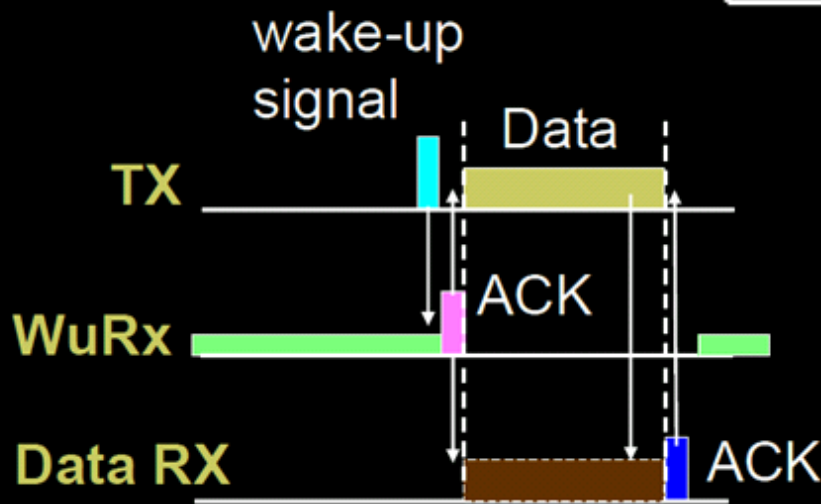 wake-up
signal
Data
TX
ACK
WuRx
Data RX
ACK